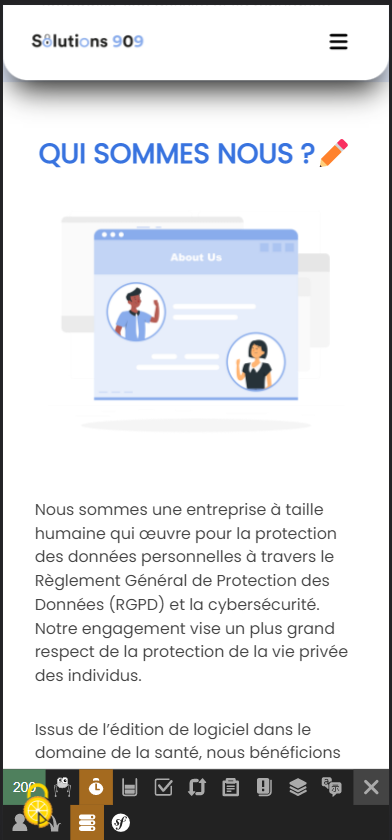 Solutions 909
QUI SOMMES NOUS ?
About Us
Nous sommes une entreprise à taille
humaine qui œuvre pour la protection
des données personnelles à travers le
Règlement Général de Protection des
Données (RGPD) et la cybersécurité.
Notre engagement vise un plus grand
respect de la protection de la vie privée
des individus.
Issus de l’édition de logiciel dans le
domaine de la santé, nous bénéficions
200
sf